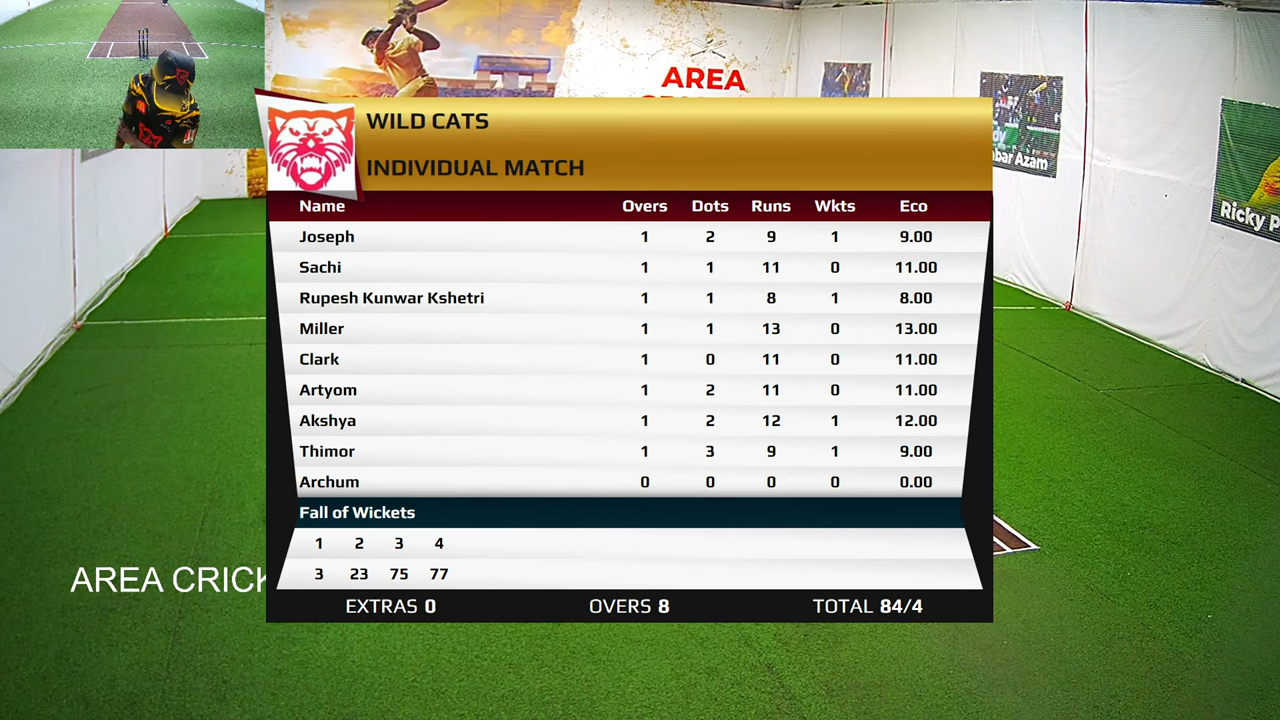 AREA
WILD CATS
INDIVIDUAL MATCH
bar Azam
Ricky P
Name Overs Dots Runs Wkts Eco
Joseph 1 2 9 1 9.00
Sachi 1 1 11 0 11.00
Rupesh Kunwar Kshetri 1 1 8 1 8.00
Miller 1 1 13 0 13.00
Clark 1 0 11 0 11.00
Artyom 1 2 11 0 11.00
Akshya 1 2 12 1 12.00
Thimor 1 3 9 1 9.00
Archum 0 0 0 0 0.00
Fall of Wickets
1 2 3 4
3 23 75 77
AREA CRICK
EXTRAS 0 OVERS 8 TOTAL 84/4